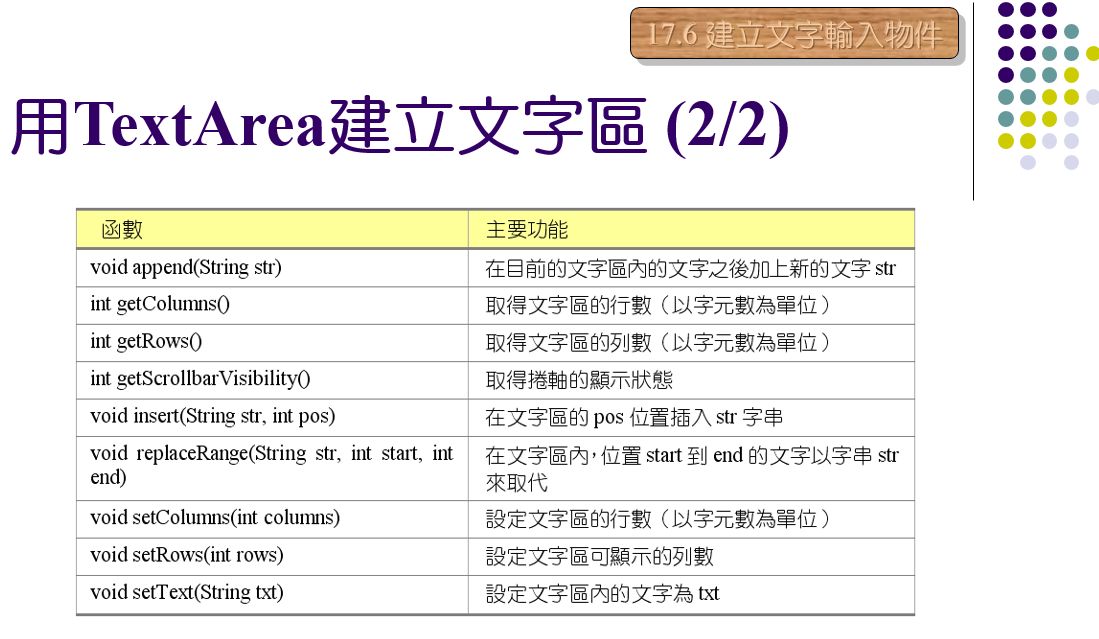 17.6 建立文字輸入物件
用TextArea建立文字區 (2/2)
函數 主要功能
void append(String str) 在目前的文字區內的文字之後加上新的文字 str
int getColumns() 取得文字區的行數（以字元數為單位）
int getRows() 取得文字區的列數（以字元數為單位）
int getScrollbarVisibility() 取得捲軸的顯示狀態
void insert(String str, int pos) 在文字區的 pos 位置插入 str 字串
void replaceRange(String str, int start, int 在文字區內，位置 start 到 end 的文字以字串 str
end) 來取代
void setColumns(int columns) 設定文字區的行數（以字元數為單位）
void setRows(int rows) 設定文字區可顯示的列數
void setText(String txt) 設定文字區內的文字為 txt